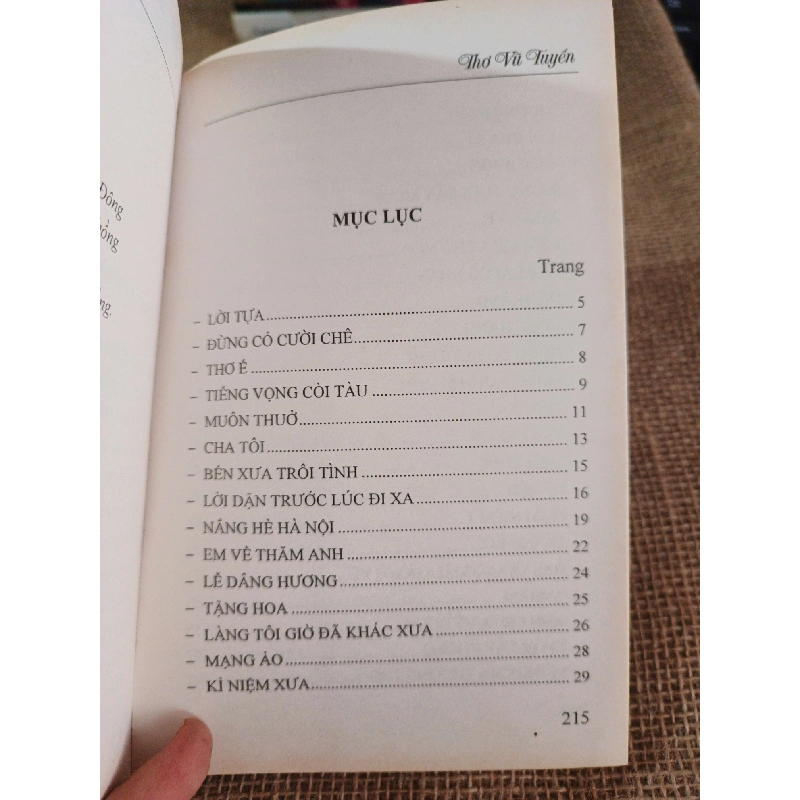 Thơ Vũ Tuyển
MỤC LỤC
Trang
– LỜI TỰA.......... 5
– ĐỪNG CÓ CƯỜI CHÊ.......... 7
– THƠ Ế.......... 8
– TIẾNG VỌNG CÒI TÀU.......... 9
– MUÔN THUỞ.......... 11
– CHA TÔI.......... 13
– BẾN XƯA TRÔI TÌNH.......... 15
– LỜI DẶN TRƯỚC LÚC ĐI XA.......... 16
– NẮNG HÈ HÀ NỘI.......... 19
– EM VỀ THĂM ANH.......... 22
– LỄ DÂNG HƯƠNG.......... 24
– TẶNG HOA.......... 25
– LÀNG TÔI GIỜ ĐÃ KHÁC XƯA.......... 26
– MẠNG ẢO.......... 28
– KỈ NIỆM XƯA.......... 29
215
Đông